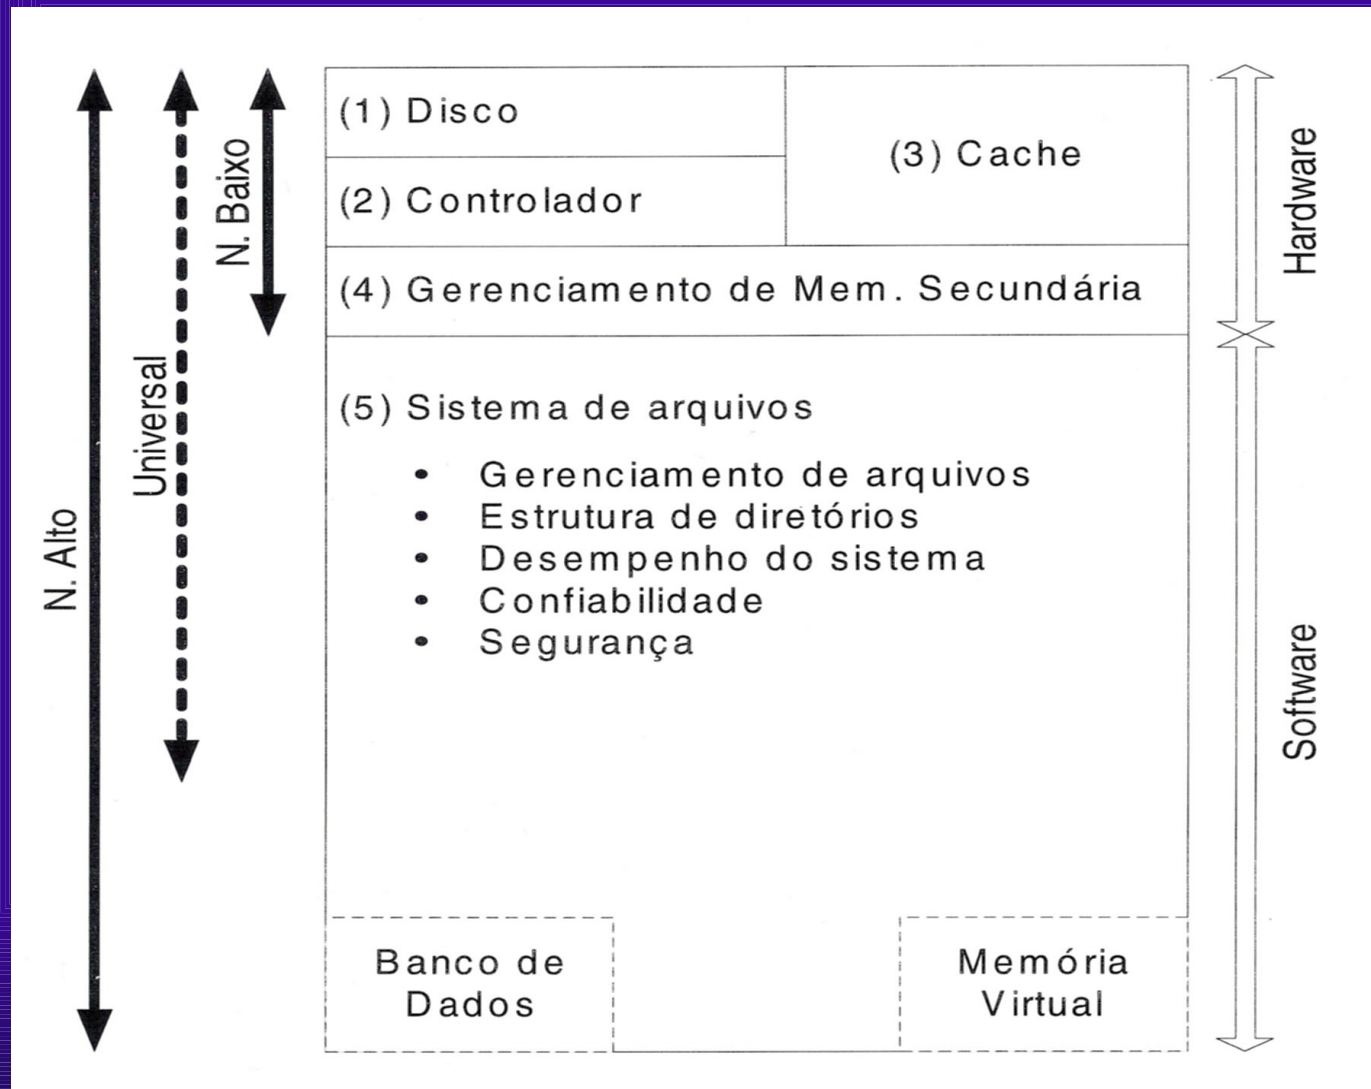 N. Alto
Universal
N. Baixo
(1) Disco
(2) Controlador
(3) Cache
(4) Gerenciamento de Mem. Secundária
(5) Sistema de arquivos
• Gerenciamento de arquivos
• Estrutura de diretórios
• Desempenho do sistema
• Confiabilidade
• Segurança
Banco de
Dados
Memória
Virtual
Hardware
Software